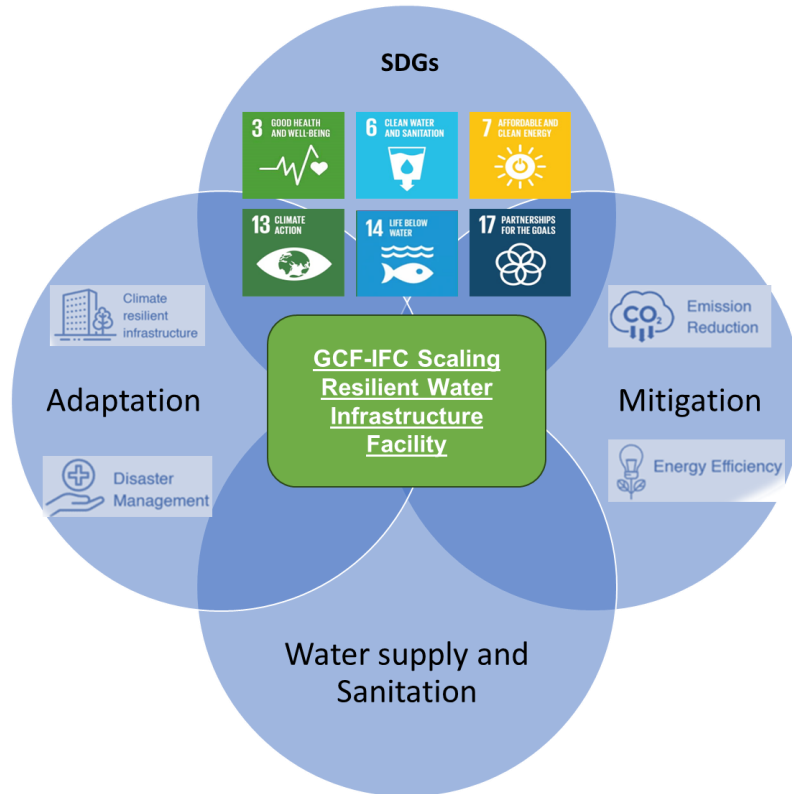 SDGs
3 GOOD HEALTH
AND WELL-BEING
6 CLEAN WATER
AND SANITATION
7 AFFORDABLE AND
CLEAN ENERGY
13 CLIMATE
ACTION
14 LIFE BELOW
WATER
17 PARTNERSHIPS
FOR THE GOALS
Climate
resilient
infrastructure
Adaptation
Disaster
Management
GCF-IFC Scaling
Resilient Water
Infrastructure
Facility
CO₂
Emission
Reduction
Mitigation
Energy Efficiency
Water supply and
Sanitation